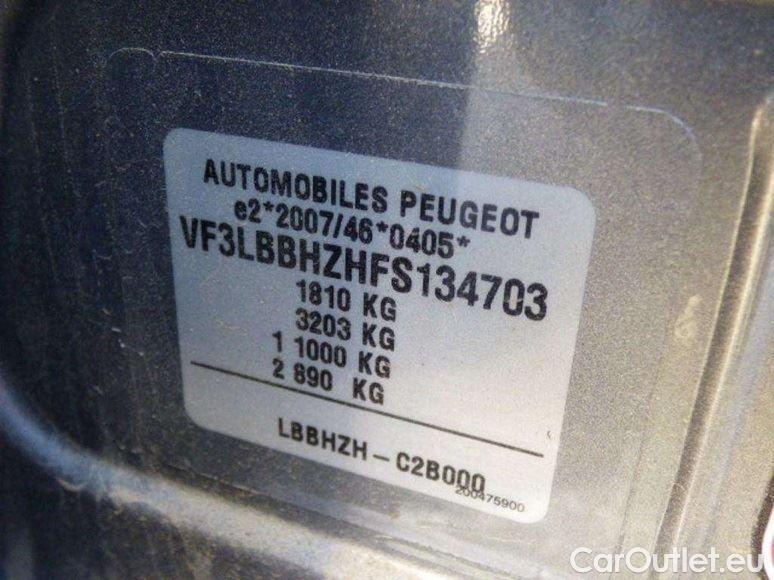 AUTOMOBILES PEUGEOT
e2*2007/46*0405*
VF3LBBHZHFS134703
1810 KG
3203 KG
1 1000 KG
2 890 KG
LBBHZH-C2B000
200475900
CarOutlet.eu